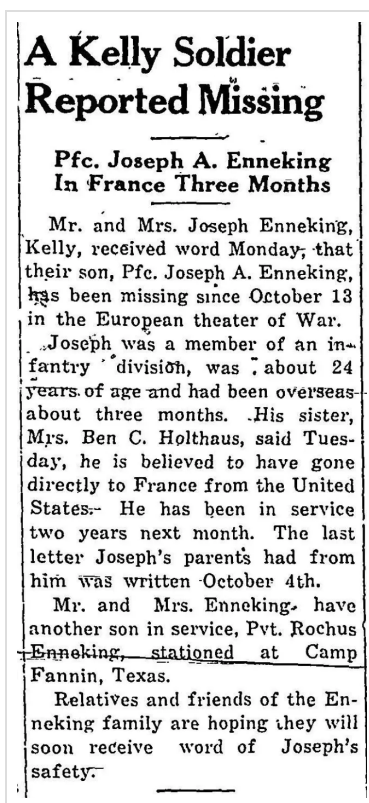 A Kelly Soldier
Reported Missing
Pfc. Joseph A. Enneking
In France Three Months
Mr. and Mrs. Joseph Enneking,
Kelly, received word Monday, that
their son, Pfc. Joseph A. Enneking,
has been missing since October 13
in the European theater of War.
Joseph was a member of an in-
fantry division, was about 24
years of age and had been overseas
about three months. His sister,
Mrs. Ben C. Holthaus, said Tues-
day, he is believed to have gone
directly to France from the United
States. He has been in service
two years next month. The last
letter Joseph's parents had from
him was written October 4th.
Mr. and Mrs. Enneking have
another son in service, Pvt. Rochus
Enneking, stationed at Camp
Fannin, Texas.
Relatives and friends of the En-
neking family are hoping they will
soon receive word of Joseph's
safety.